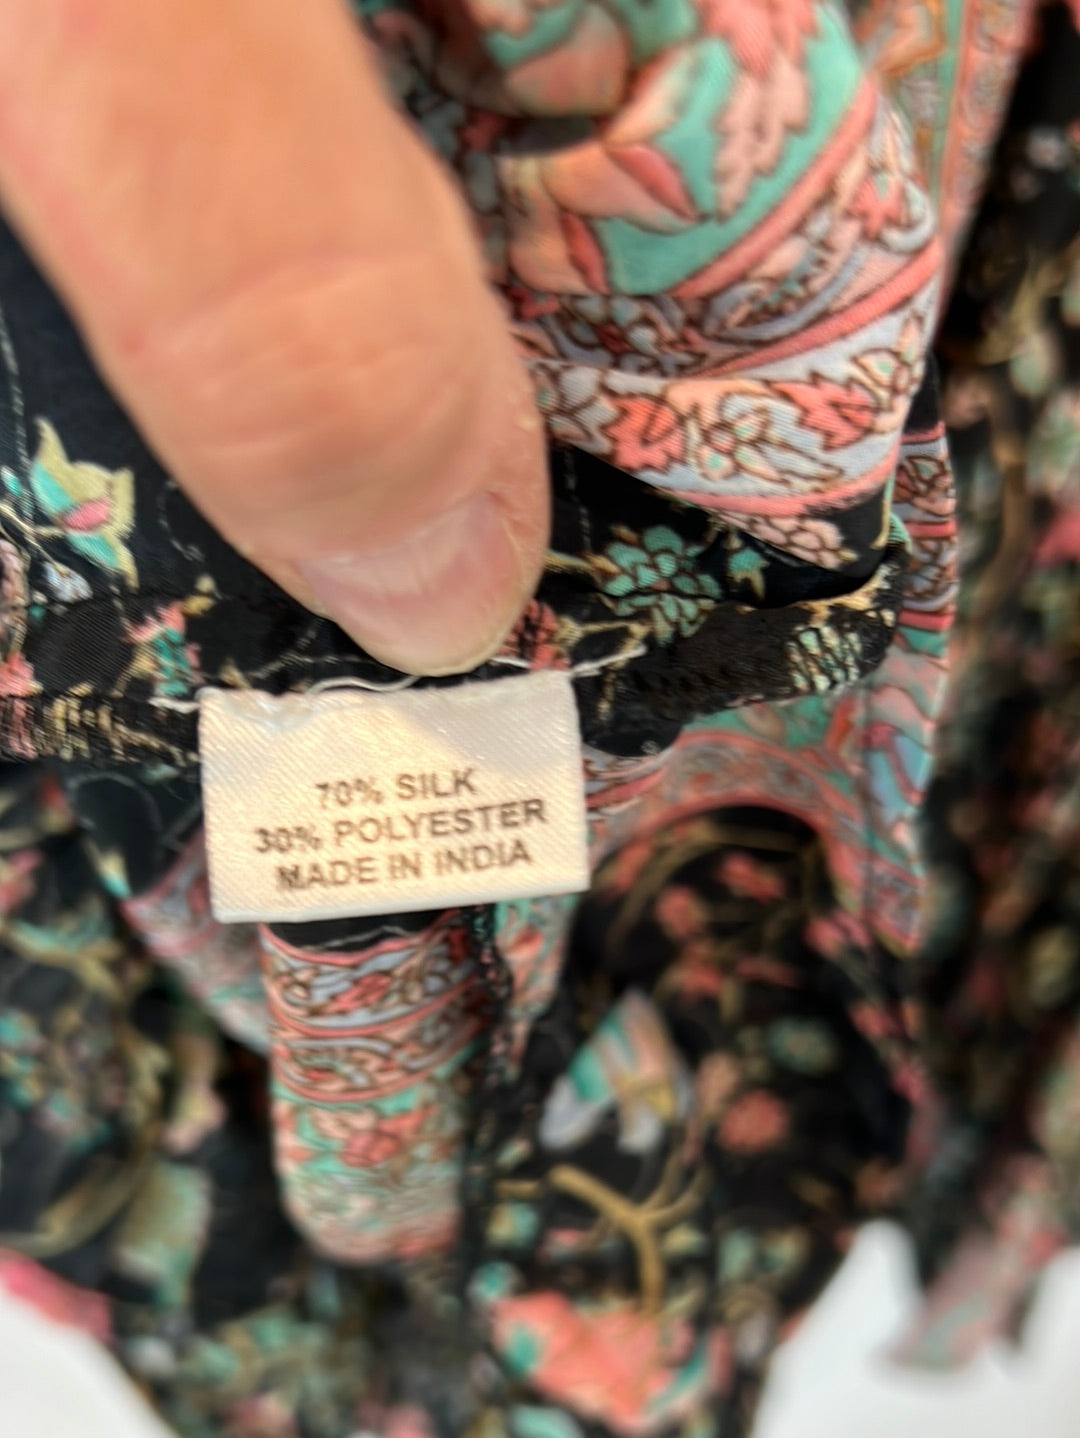 70% SILK
30% POLYESTER
MADE IN INDIA